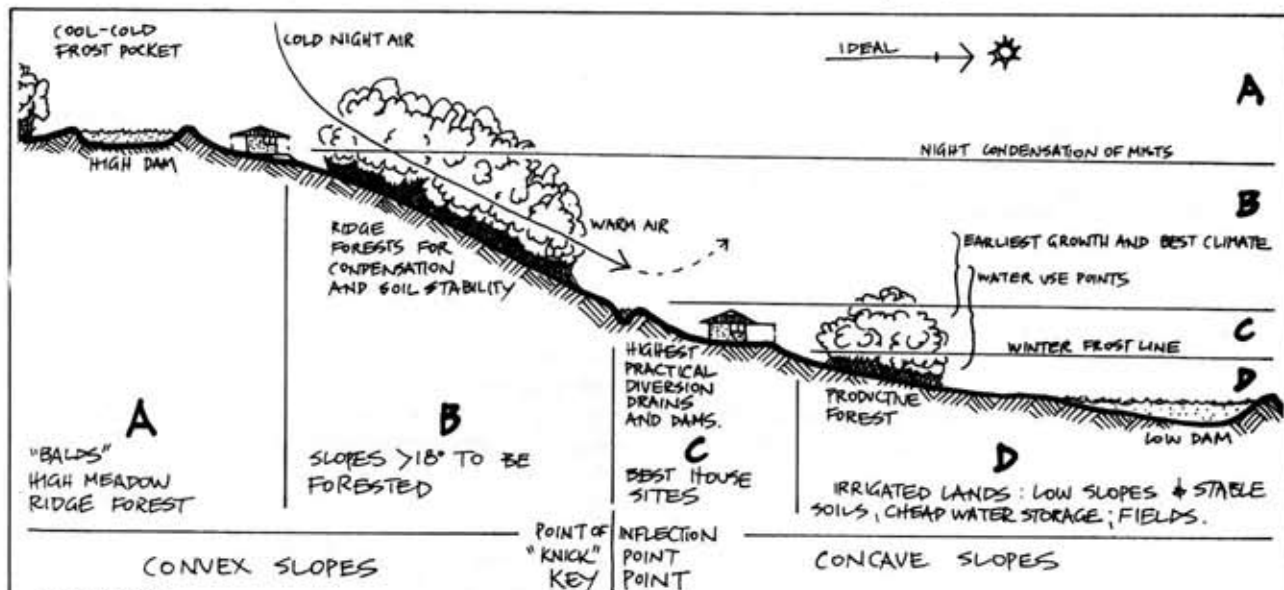 COOL-COLD
FROST POCKET
COLD NIGHT AIR
IDEAL
A
HIGH DAM
NIGHT CONDENSATION OF MISTS
B
RIDGE
FORESTS FOR
CONDENSATION
AND SOIL STABILITY
WARM AIR
EARLIEST GROWTH AND BEST CLIMATE
WATER USE POINTS
C
WINTER FROST LINE
D
HIGHEST
PRACTICAL
DIVERSION
DRAINS
AND DAMS.
PRODUCTIVE
FOREST
LOW DAM
A
"BALDS"
HIGH MEADOW
RIDGE FOREST
B
SLOPES >18° TO BE
FORESTED
C
BEST HOUSE
SITES
D
IRRIGATED LANDS: LOW SLOPES & STABLE
SOILS, CHEAP WATER STORAGE; FIELDS.
CONVEX SLOPES
POINT OF
"KNICK"
KEY
INFLECTION
POINT
POINT
CONCAVE SLOPES